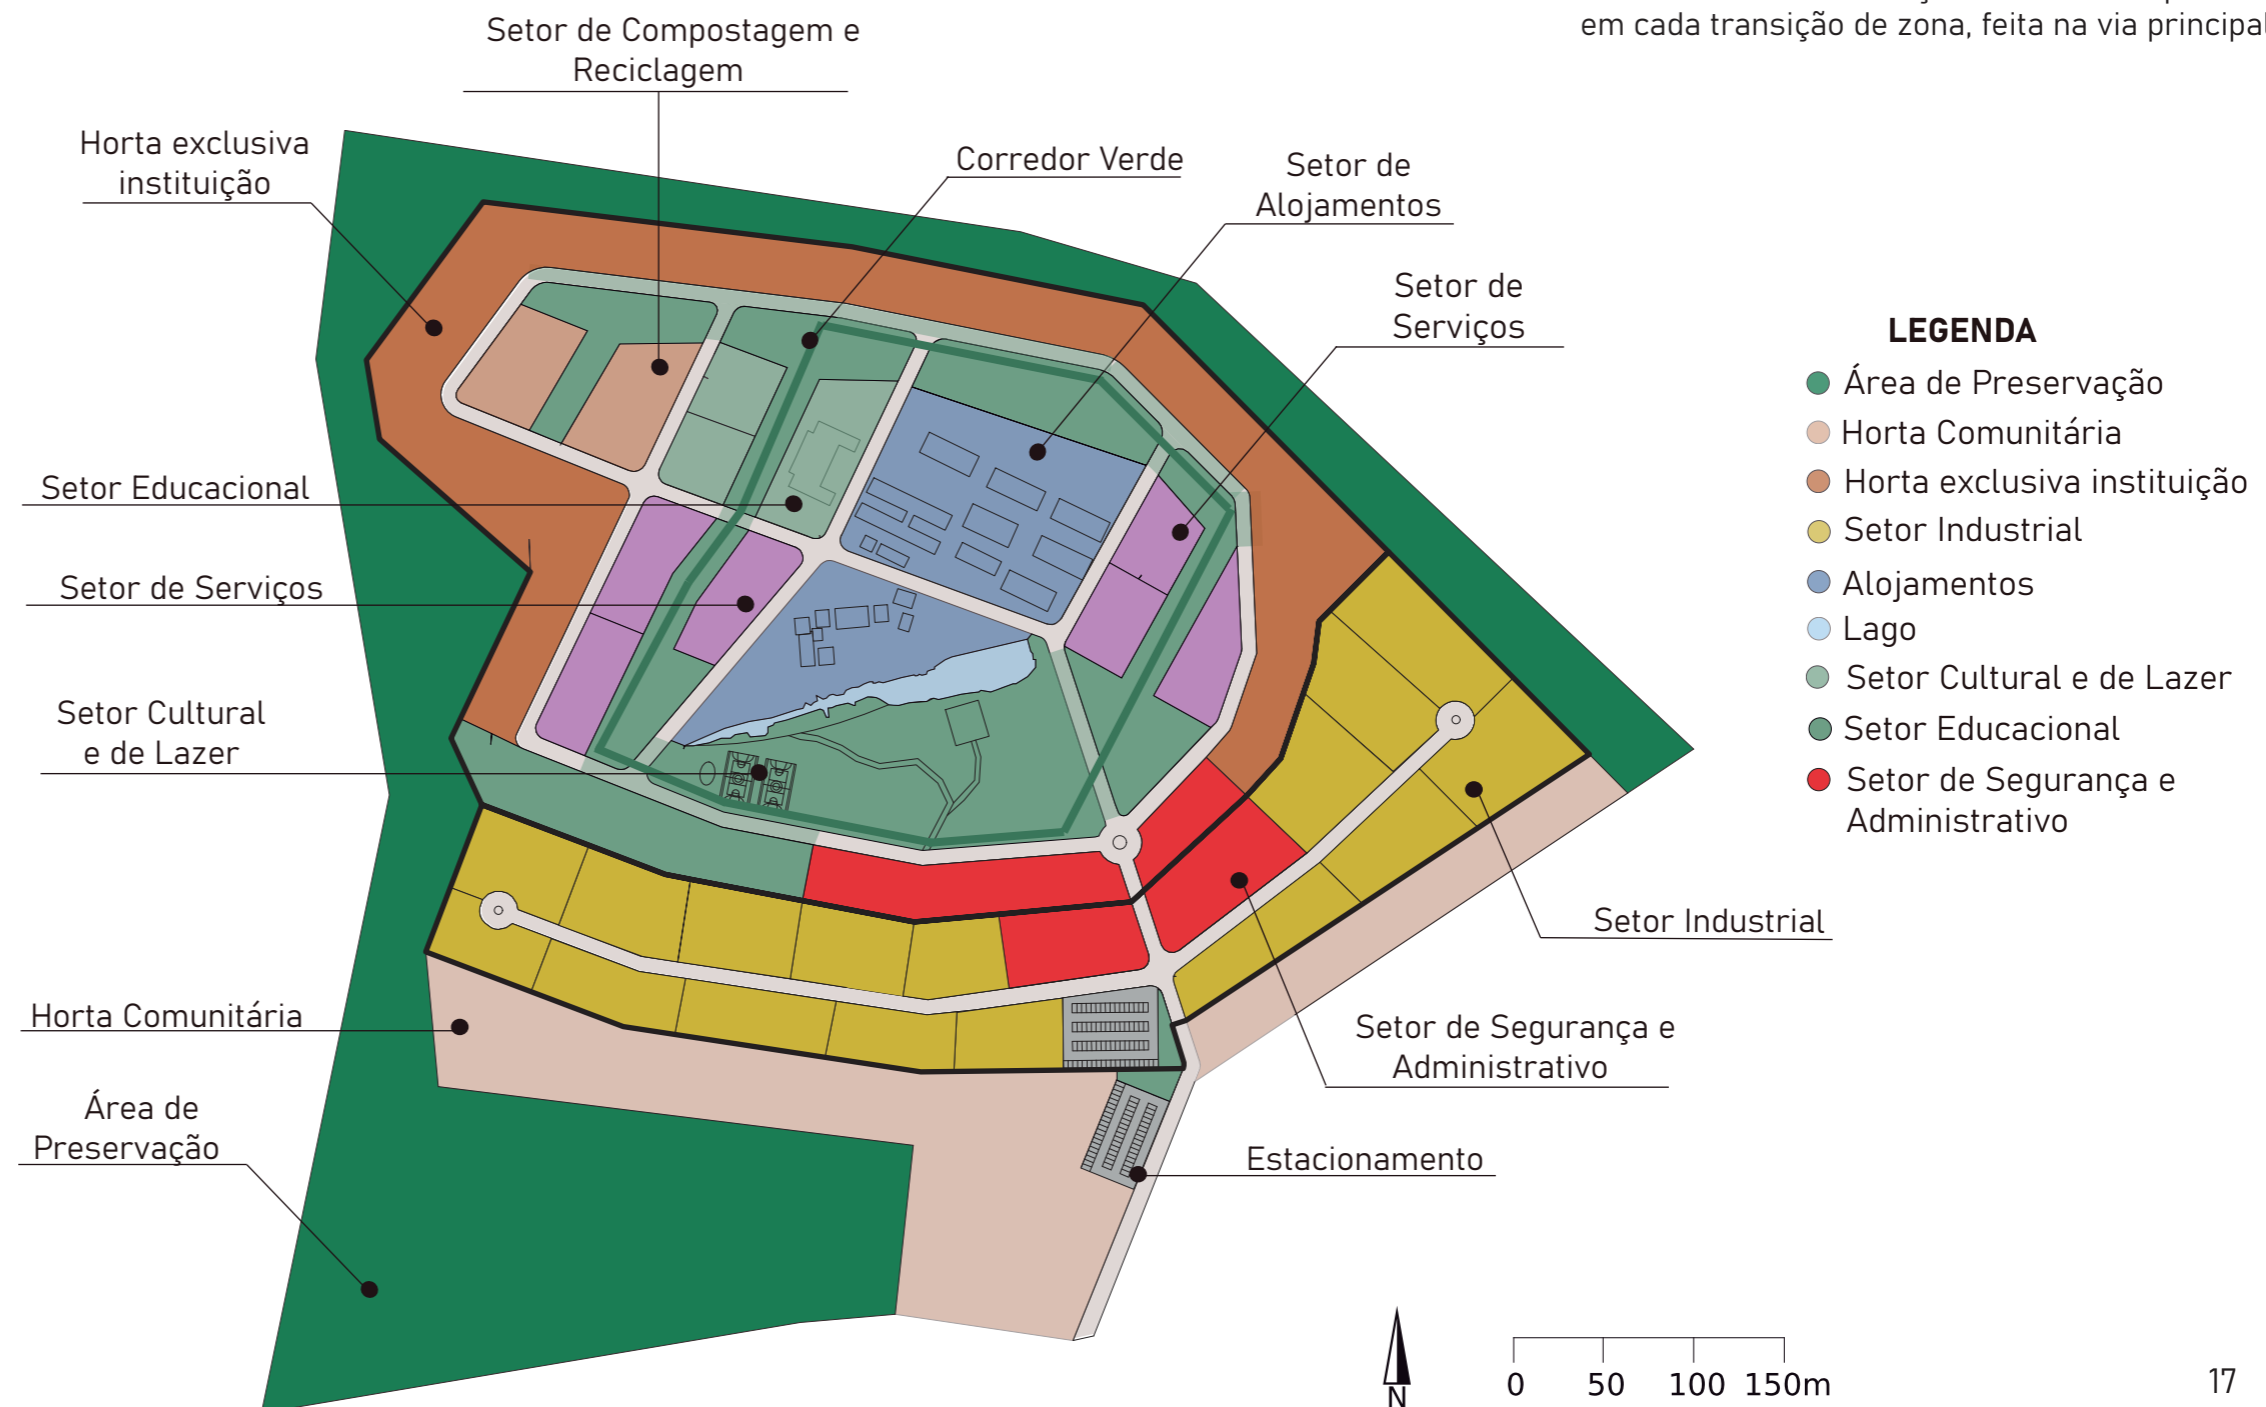 em cada transição de zona, feita na via principal
Setor de Compostagem e
Reciclagem
Horta exclusiva
instituição
Corredor Verde
Setor de
Alojamentos
Setor de
Serviços
Setor Educacional
Setor de Serviços
Setor Cultural
e de Lazer
Horta Comunitária
Área de
Preservação
LEGENDA
Área de Preservação
Horta Comunitária
Horta exclusiva instituição
Setor Industrial
Alojamentos
Lago
Setor Cultural e de Lazer
Setor Educacional
Setor de Segurança e
Administrativo
Setor Industrial
Setor de Segurança e
Administrativo
Estacionamento
N
0 50 100 150m
17